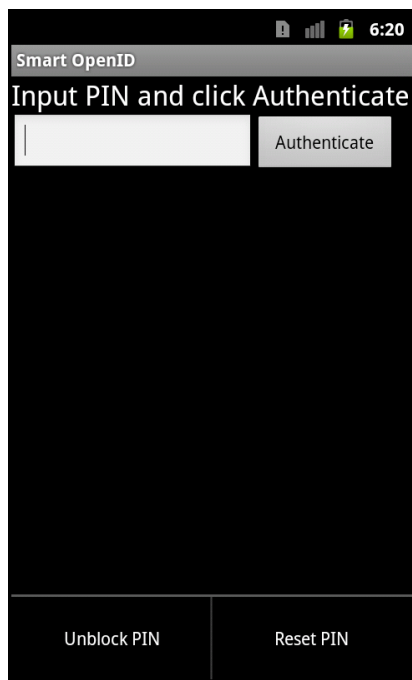 6:20
Smart OpenID
Input PIN and click Authenticate
Authenticate
Unblock PIN Reset PIN